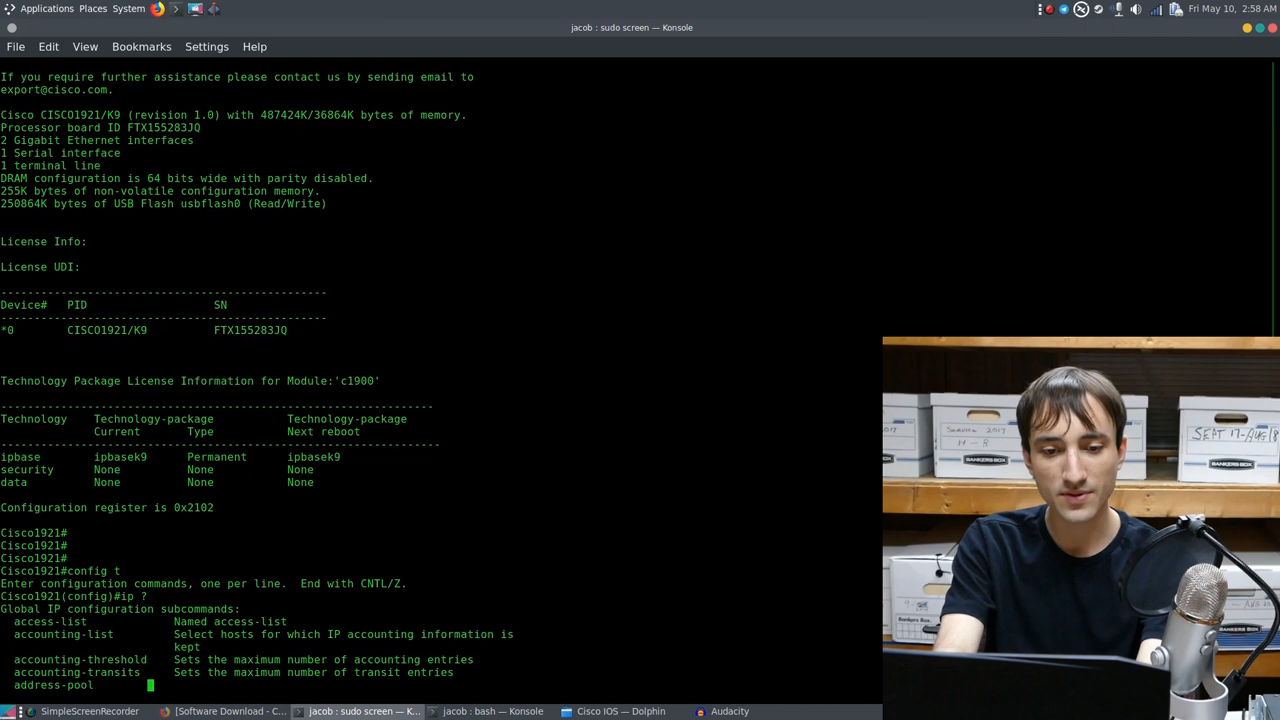 Applications Places System
Fri May 10, 2:58 AM
jacob : sudo screen — Konsole
File Edit View Bookmarks Settings Help
If you require further assistance please contact us by sending email to
export@cisco.com.
Cisco CISCO1921/K9 (revision 1.0) with 487424K/36864K bytes of memory.
Processor board ID FTX155283JQ
2 Gigabit Ethernet interfaces
1 Serial interface
1 terminal line
DRAM configuration is 64 bits wide with parity disabled.
255K bytes of non-volatile configuration memory.
250864K bytes of USB Flash usbflash0 (Read/Write)
License Info:
License UDI:
-------------------------------------------------
Device# PID SN
-------------------------------------------------
*0 CISCO1921/K9 FTX155283JQ
Technology Package License Information for Module:'c1900'
-----------------------------------------------------------------
Technology Technology-package Technology-package
Current Type Next reboot
------------------------------------------------------------------
ipbase ipbasek9 Permanent ipbasek9
security None None None
data None None None
Configuration register is 0x2102
Cisco1921#
Cisco1921#
Cisco1921#
Cisco1921#config t
Enter configuration commands, one per line. End with CNTL/Z.
Cisco1921(config)#ip ?
Global IP configuration subcommands:
access-list Named access-list
accounting-list Select hosts for which IP accounting information is
kept
accounting-threshold Sets the maximum number of accounting entries
accounting-transits Sets the maximum number of transit entries
address-pool
Service 2017
H - R
SEPT 17-AUG 18
BANKERS BOX
BANKERS BOX
SimpleScreenRecorder
[Software Download - C...
jacob : sudo screen — K...
jacob : bash — Konsole
Cisco IOS — Dolphin
Audacity